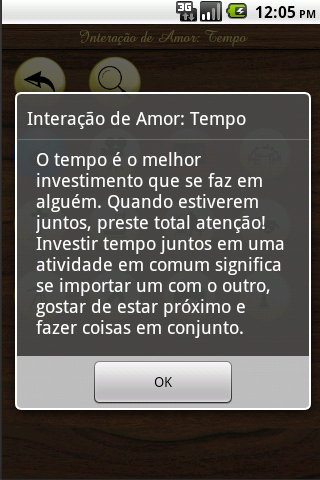 3G
12:05 PM
Interação de Amor: Tempo
Interação de Amor: Tempo
O tempo é o melhor
investimento que se faz em
alguém. Quando estiverem
juntos, preste total atenção!
Investir tempo juntos em uma
atividade em comum significa
se importar um com o outro,
gostar de estar próximo e
fazer coisas em conjunto.
OK